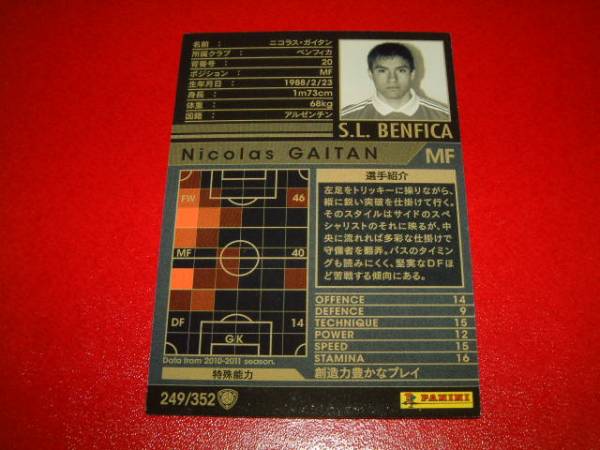 名前 : ニコラス・ガイタン
所属クラブ : ベンフィカ
背番号 : 20
ポジション : MF
生年月日 : 1988/2/23
身長 : 1m73cm
体重 : 68kg
国籍 : アルゼンチン
S.L. BENFICA
Nicolas GAITAN MF
FW 46
MF 40
DF 14
GK
Data from 2010-2011 season.
選手紹介
左足をトリッキーに操りながら、
縦に鋭い突破を仕掛けて行く。
そのスタイルはサイドのスペ
シャリストのそれに映るが、中
央に流れれば多彩な仕掛けで
守備者を翻弄。パスのタイミン
グも読みにくく、堅実なDFほ
ど苦戦する傾向にある。
OFFENCE 14
DEFENCE 9
TECHNIQUE 15
POWER 12
SPEED 15
STAMINA 16
特殊能力 創造力豊かなプレイ
249/352 PANINI